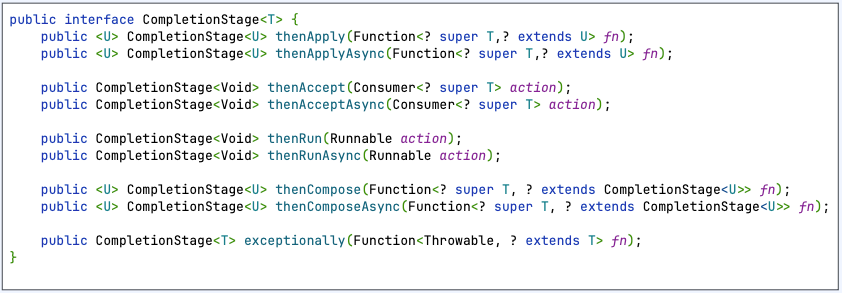 public interface CompletionStage<T> {
    public <U> CompletionStage<U> thenApply(Function<? super T,? extends U> fn);
    public <U> CompletionStage<U> thenApplyAsync(Function<? super T,? extends U> fn);

    public CompletionStage<Void> thenAccept(Consumer<? super T> action);
    public CompletionStage<Void> thenAcceptAsync(Consumer<? super T> action);

    public CompletionStage<Void> thenRun(Runnable action);
    public CompletionStage<Void> thenRunAsync(Runnable action);

    public <U> CompletionStage<U> thenCompose(Function<? super T, ? extends CompletionStage<U>> fn);
    public <U> CompletionStage<U> thenComposeAsync(Function<? super T, ? extends CompletionStage<U>> fn);

    public CompletionStage<T> exceptionally(Function<Throwable, ? extends T> fn);
}